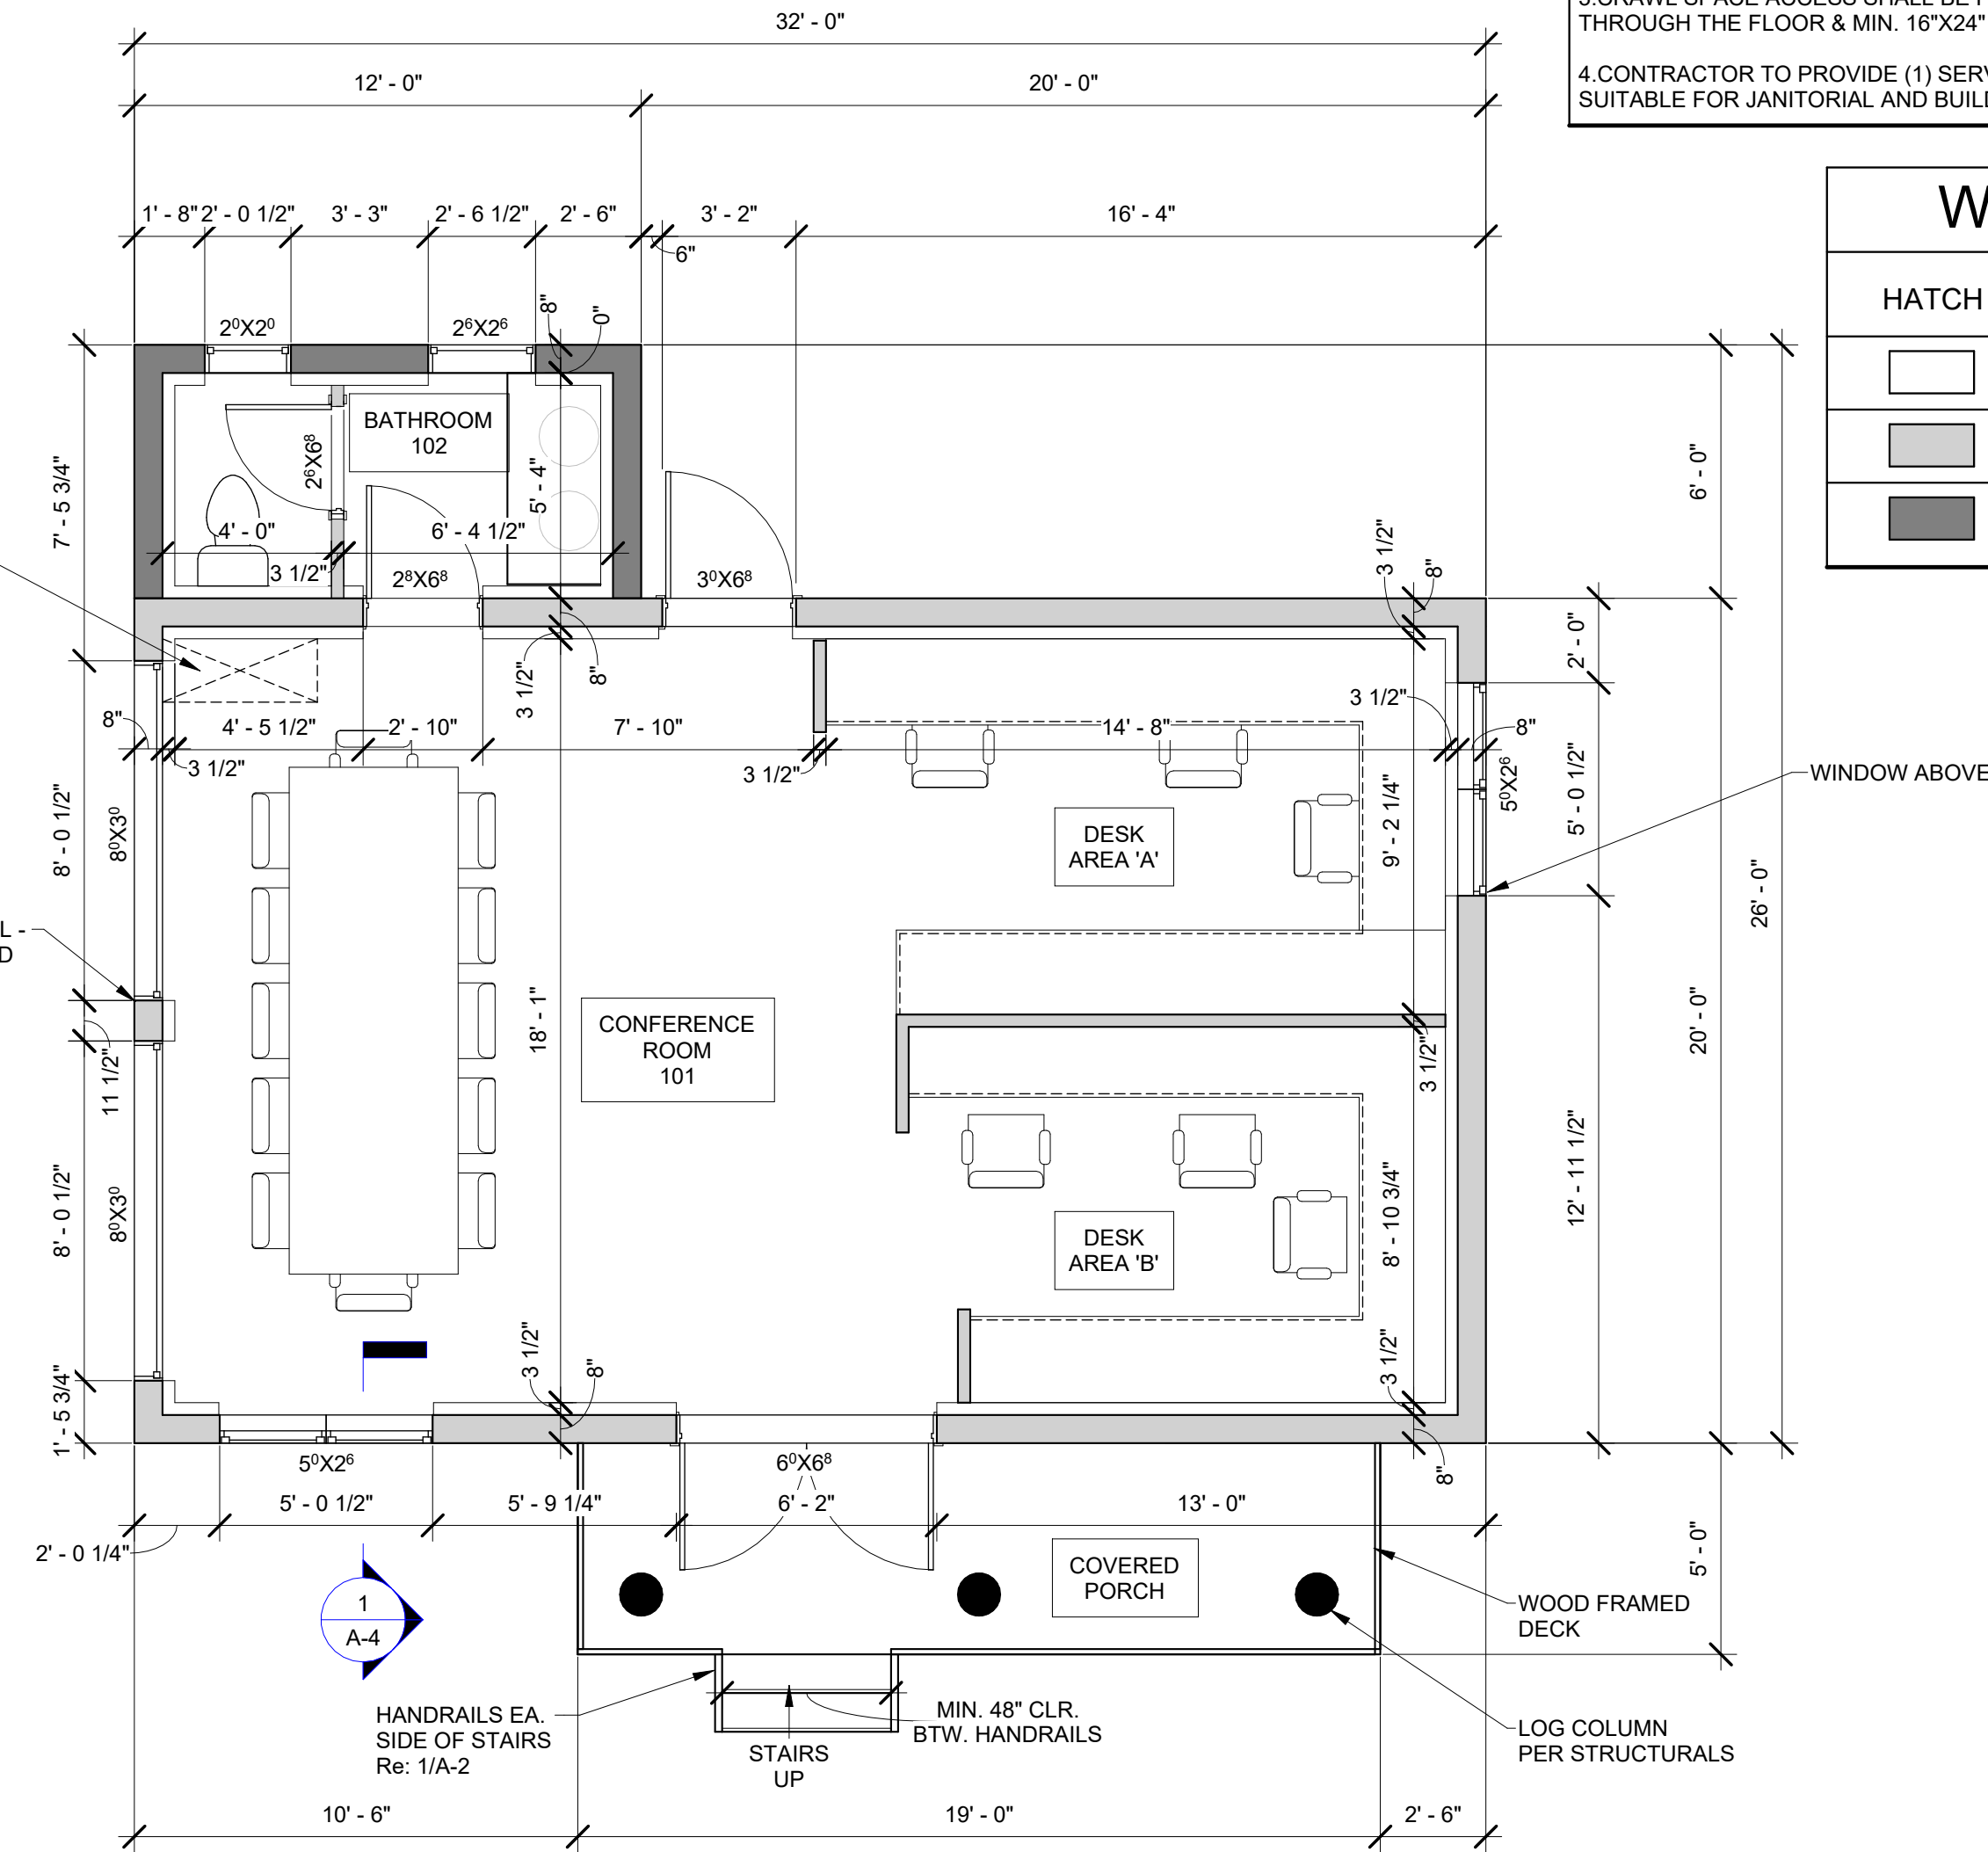 THROUGH THE FLOOR & MIN. 16"X24"
4.CONTRACTOR TO PROVIDE (1)
SUITABLE FOR JANITORIAL AND
32' - 0"
12' - 0"
20' - 0"
1' - 8"
2' - 0 1/2"
3' - 3"
2' - 6 1/2"
2' - 6"
6"
3' - 2"
16' - 4"
HATCH
2⁰X2⁰
2⁶X2⁶
8"
0"
7' - 5 3/4"
BATHROOM
102
2⁶X6⁸
5' - 4"
4' - 0"
6' - 4 1/2"
3 1/2"
2⁸X6⁸
3⁰X6⁸
3 1/2"
8"
6' - 0"
2' - 0"
3 1/2"
8"
8"
4' - 5 1/2"
2' - 10"
7' - 10"
14' - 8"
3 1/2"
8"
3 1/2"
3 1/2"
5⁰X2⁶
5' - 0 1/2"
WINDOW ABOVE
8' - 0 1/2"
8⁰X3⁰
DESK
AREA 'A'
9' - 2 1/4"
26' - 0"
L -
D
18' - 1"
CONFERENCE
ROOM
101
20' - 0"
11 1/2"
3 1/2"
8' - 0 1/2"
8⁰X3⁰
DESK
AREA 'B'
8' - 10 3/4"
12' - 11 1/2"
3 1/2"
8"
3 1/2"
8"
1' - 5 3/4"
5⁰X2⁶
6⁰X6⁸
5' - 0 1/2"
5' - 9 1/4"
6' - 2"
13' - 0"
2' - 0 1/4"
5' - 0"
COVERED
PORCH
1
A-4
WOOD FRAMED
DECK
HANDRAILS EA.
SIDE OF STAIRS
Re: 1/A-2
MIN. 48" CLR.
BTW. HANDRAILS
STAIRS
UP
LOG COLUMN
PER STRUCTURALS
10' - 6"
19' - 0"
2' - 6"